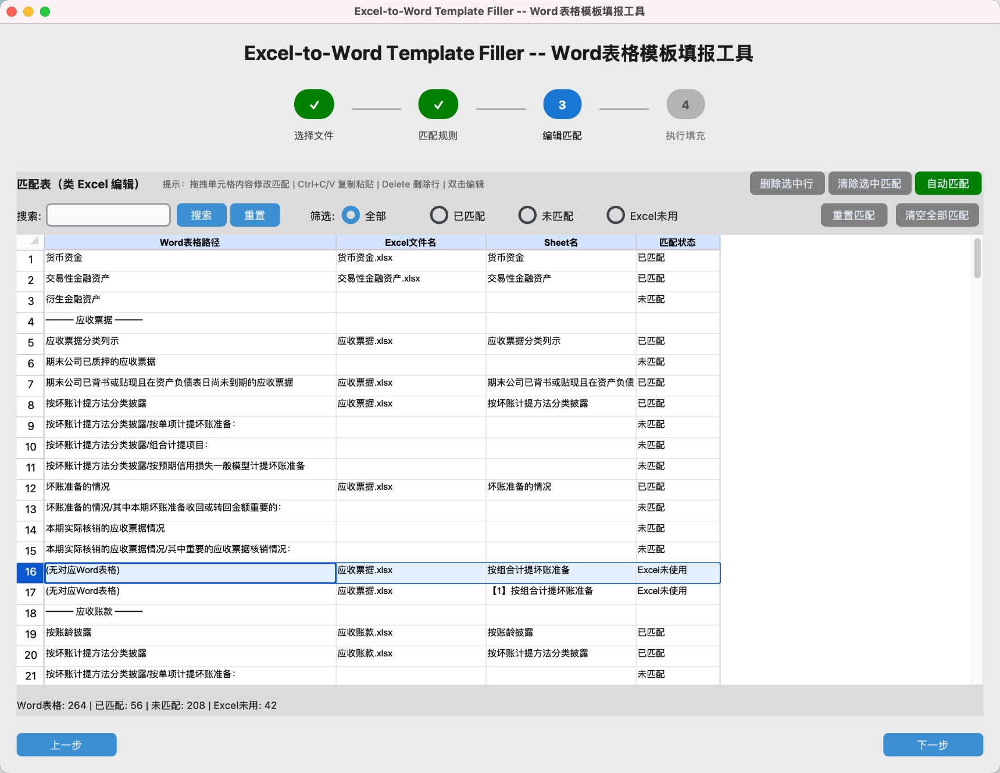 Excel-to-Word Template Filler -- Word表格模板填报工具
Excel-to-Word Template Filler -- Word表格模板填报工具
3
4
选择文件
匹配规则
编辑匹配
执行填充
匹配表（类 Excel 编辑） 提示：拖拽单元格内容修改匹配 | Ctrl+C/V 复制粘贴 | Delete 删除行 | 双击编辑 删除选中行 清除选中匹配 自动匹配
搜索: 搜索 重置 筛选: 全部 已匹配 未匹配 Excel未用 重置匹配 清空全部匹配
Word表格路径 Excel文件名 Sheet名 匹配状态
1 货币资金 货币资金.xlsx 货币资金 已匹配
2 交易性金融资产 交易性金融资产.xlsx 交易性金融资产 已匹配
3 衍生金融资产 未匹配
4 ——— 应收票据 ———
5 应收票据分类列示 应收票据.xlsx 应收票据分类列示 已匹配
6 期末公司已质押的应收票据 未匹配
7 期末公司已背书或贴现且在资产负债表日尚未到期的应收票据 应收票据.xlsx 期末公司已背书或贴现且在资产负债 已匹配
8 按坏账计提方法分类披露 应收票据.xlsx 按坏账计提方法分类披露 已匹配
9 按坏账计提方法分类披露/按单项计提坏账准备： 未匹配
10 按坏账计提方法分类披露/组合计提项目： 未匹配
11 按坏账计提方法分类披露/按预期信用损失一般模型计提坏账准备 未匹配
12 坏账准备的情况 应收票据.xlsx 坏账准备的情况 已匹配
13 坏账准备的情况/其中本期坏账准备收回或转回金额重要的： 未匹配
14 本期实际核销的应收票据情况 未匹配
15 本期实际核销的应收票据情况/其中重要的应收票据核销情况： 未匹配
16 (无对应Word表格) 应收票据.xlsx 按组合计提坏账准备 Excel未使用
17 (无对应Word表格) 应收票据.xlsx 【1】按组合计提坏账准备 Excel未使用
18 ——— 应收账款 ———
19 按账龄披露 应收账款.xlsx 按账龄披露 已匹配
20 按坏账计提方法分类披露 应收账款.xlsx 按坏账计提方法分类披露 已匹配
21 按坏账计提方法分类披露/按单项计提坏账准备： 未匹配
Word表格: 264 | 已匹配: 56 | 未匹配: 208 | Excel未用: 42
上一步 下一步